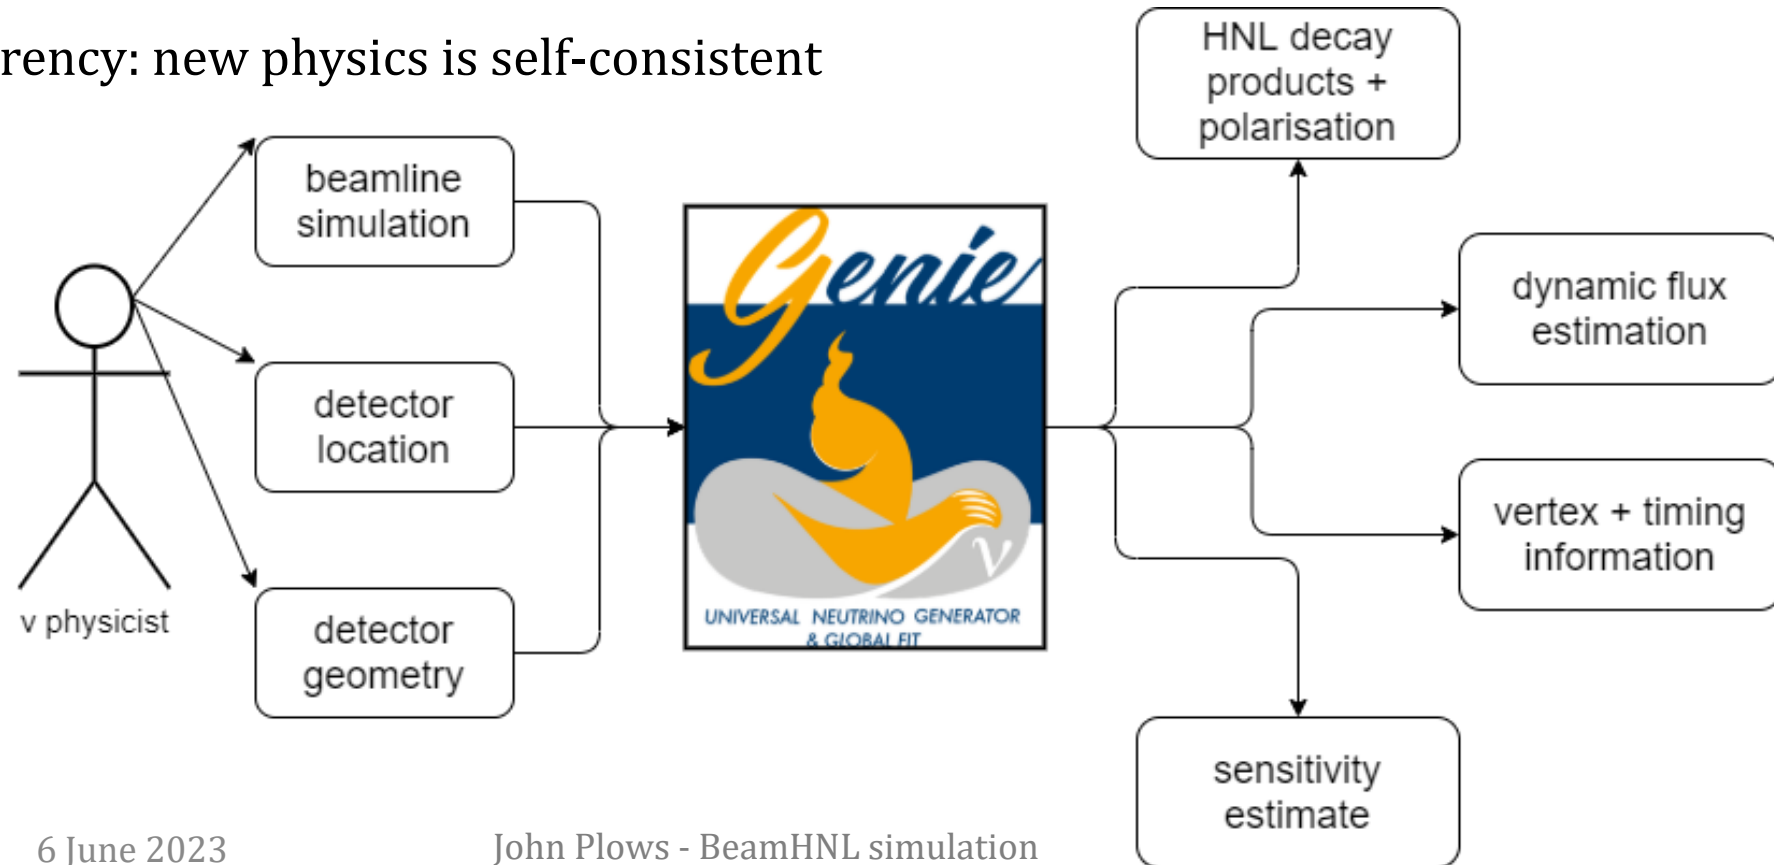 rency: new physics is self-consistent
HNL decay
products +
polarisation
beamline
simulation
dynamic flux
estimation
detector
location
vertex + timing
information
detector
geometry
sensitivity
estimate
ν physicist
Genie
ν
UNIVERSAL NEUTRINO GENERATOR
& GLOBAL FIT
6 June 2023
John Plows - BeamHNL simulation